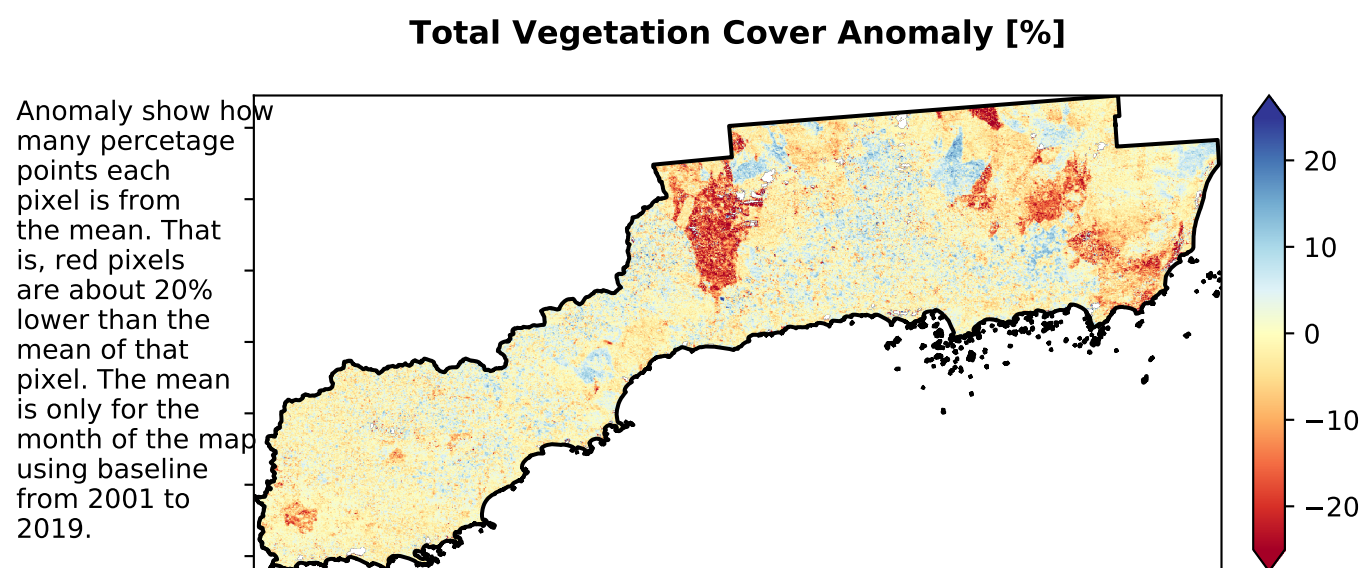 Total Vegetation Cover Anomaly [%]
Anomaly show how
many percetage
points each
pixel is from
the mean. That
is, red pixels
are about 20%
lower than the
mean of that
pixel. The mean
is only for the
month of the map
using baseline
from 2001 to
2019.
20
10
0
−10
−20